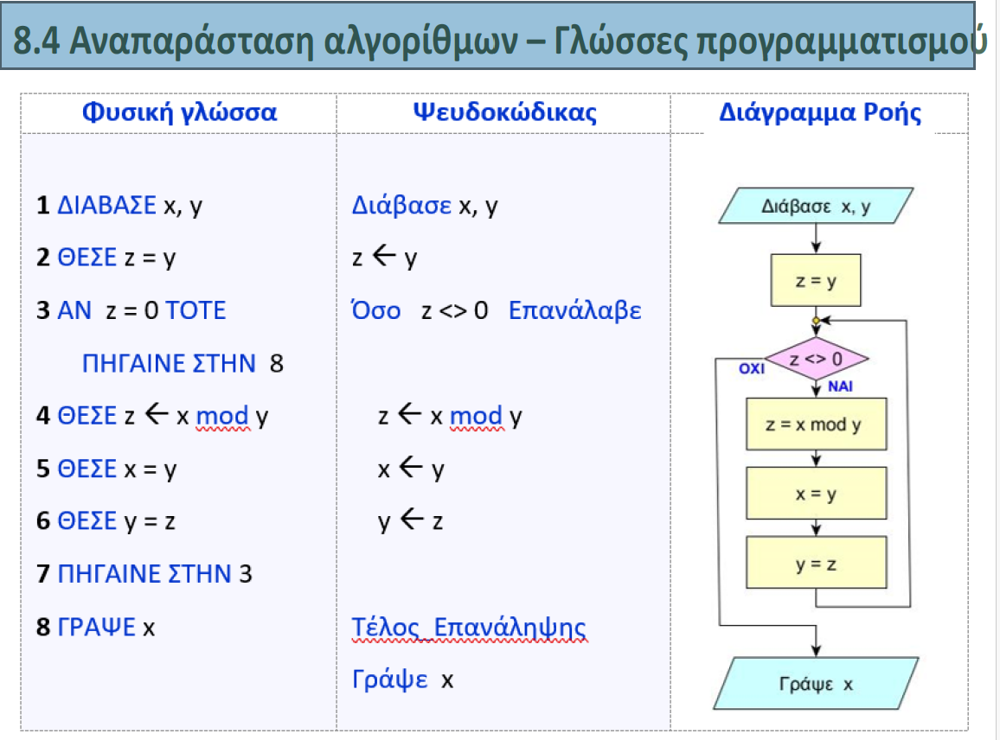 8.4 Αναπαράσταση αλγορίθμων – Γλώσσες προγραμματισμού
Φυσική γλώσσα
1 ΔΙΑΒΑΣΕ x, y
2 ΘΕΣΕ z = y
3 ΑΝ z = 0 ΤΟΤΕ
ΠΗΓΑΙΝΕ ΣΤΗΝ 8
4 ΘΕΣΕ z ← x mod y
5 ΘΕΣΕ x = y
6 ΘΕΣΕ y = z
7 ΠΗΓΑΙΝΕ ΣΤΗΝ 3
8 ΓΡΑΨΕ x
Ψευδοκώδικας
Διάβασε x, y
z ← y
Όσο z <> 0 Επανάλαβε
z ← x mod y
x ← y
y ← z
Τέλος_Επανάληψης
Γράψε x
Διάγραμμα Ροής
Διάβασε x, y
z = y
z <> 0
ΟΧΙ
ΝΑΙ
z = x mod y
x = y
y = z
Γράψε x